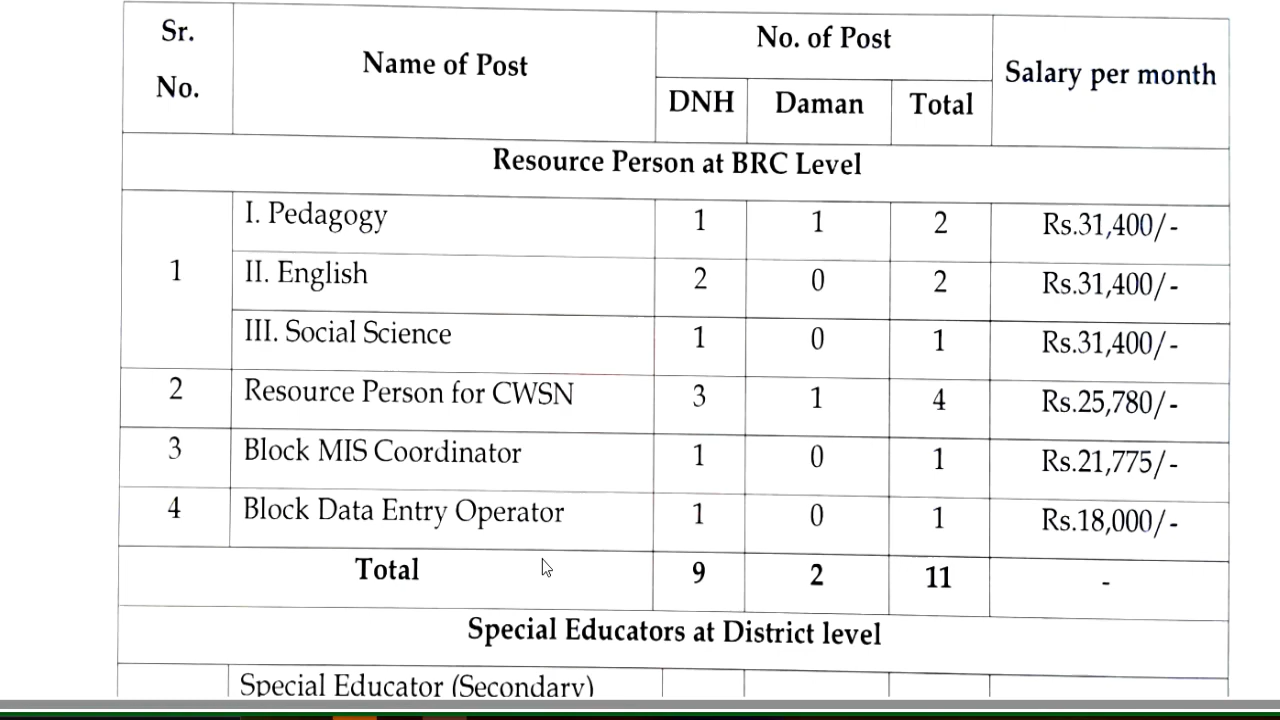 Sr. No. Name of Post No. of Post Salary per month
DNH Daman Total
Resource Person at BRC Level
1 I. Pedagogy 1 1 2 Rs.31,400/-
II. English 2 0 2 Rs.31,400/-
III. Social Science 1 0 1 Rs.31,400/-
2 Resource Person for CWSN 3 1 4 Rs.25,780/-
3 Block MIS Coordinator 1 0 1 Rs.21,775/-
4 Block Data Entry Operator 1 0 1 Rs.18,000/-
Total 9 2 11 -
Special Educators at District level
Special Educator (Secondary)